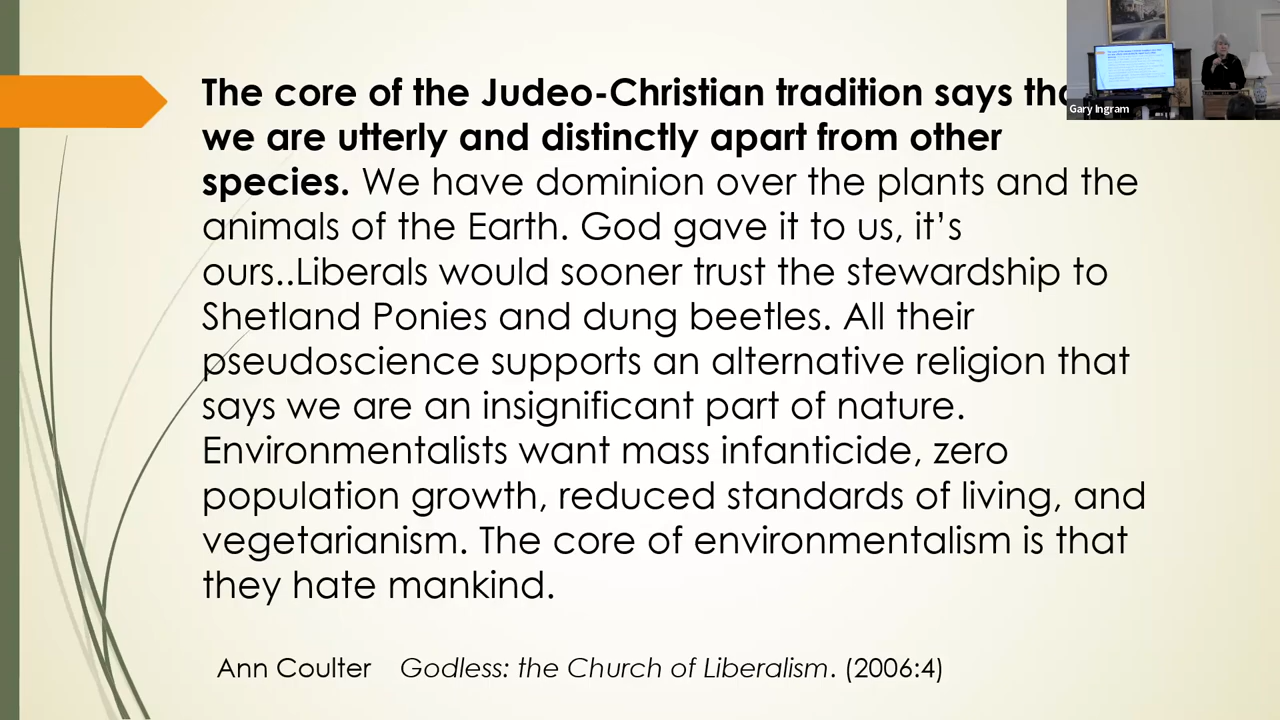 The core of the Judeo-Christian tradition says
we are utterly and distinctly apart from other
species. We have dominion over the plants and the
animals of the Earth. God gave it to us, it's
ours..Liberals would sooner trust the stewardship to
Shetland Ponies and dung beetles. All their
pseudoscience supports an alternative religion that
says we are an insignificant part of nature.
Environmentalists want mass infanticide, zero
population growth, reduced standards of living, and
vegetarianism. The core of environmentalism is that
they hate mankind.
Ann Coulter Godless: the Church of Liberalism. (2006:4)
Gary Ingram